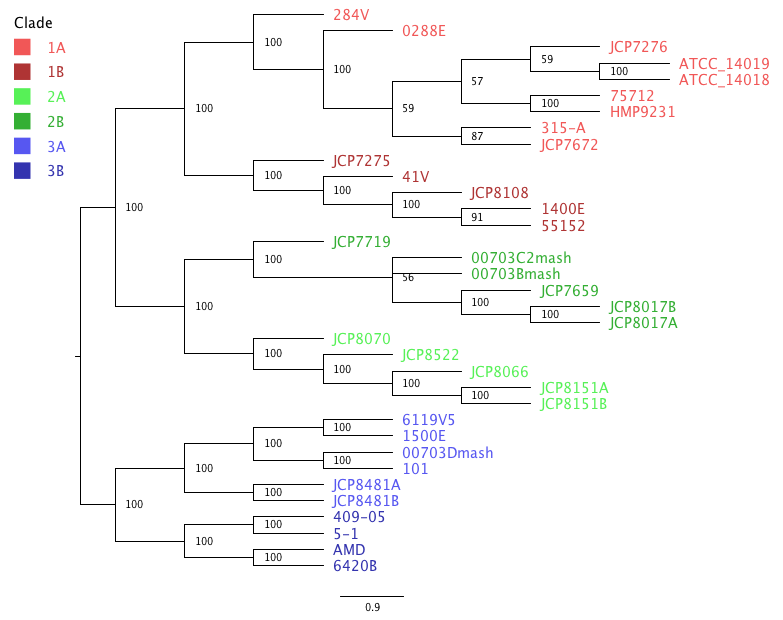 Clade
1A
1B
2A
2B
3A
3B
284V
100
0288E
JCP7276
59
ATCC_14019
100
100
ATCC_14018
57
75712
100
HMP9231
59
100
315-A
87
JCP7672
JCP7275
100
41V
100
JCP8108
100
1400E
91
55152
100
JCP7719
100
00703C2mash
56
00703Bmash
JCP7659
100
JCP8017B
100
JCP8017A
100
JCP8070
100
JCP8522
100
JCP8066
100
JCP8151A
100
JCP8151B
6119V5
100
1500E
100
00703Dmash
100
101
100
JCP8481A
100
JCP8481B
100
409-05
100
5-1
100
AMD
100
6420B
0.9